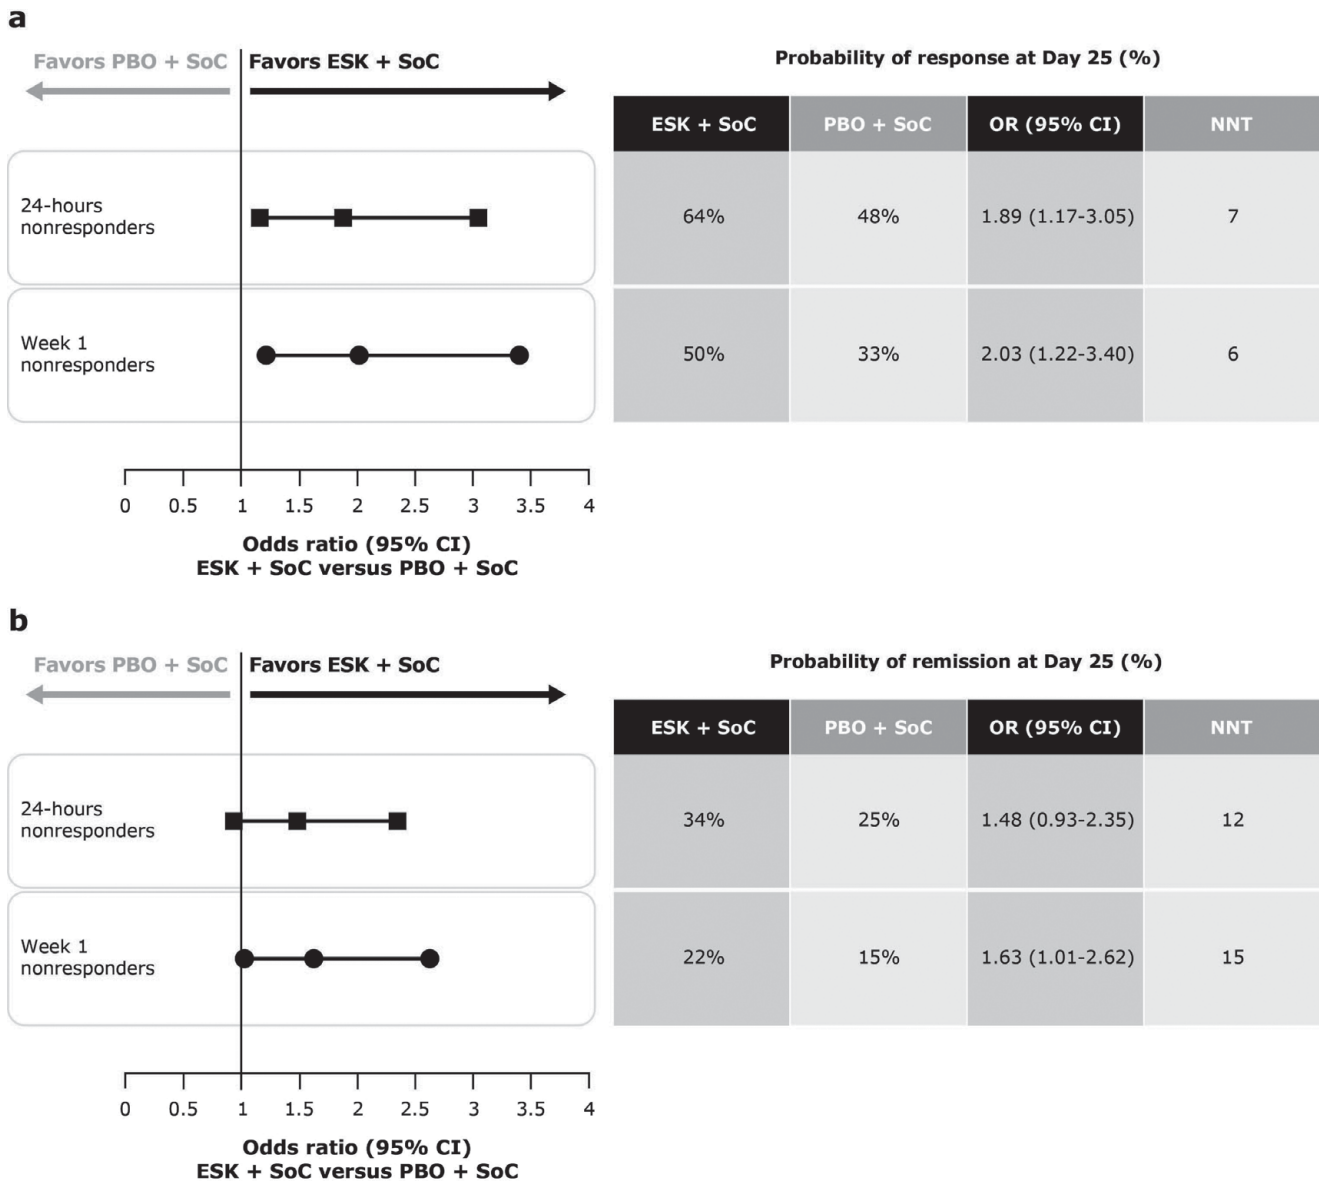 a
Favors PBO + SoC
Favors ESK + SoC
Probability of response at Day 25 (%)
ESK + SoC PBO + SoC OR (95% CI) NNT
24-hours
nonresponders
64% 48% 1.89 (1.17-3.05) 7
Week 1
nonresponders
50% 33% 2.03 (1.22-3.40) 6
0 0.5 1 1.5 2 2.5 3 3.5 4
Odds ratio (95% CI)
ESK + SoC versus PBO + SoC
b
Favors PBO + SoC
Favors ESK + SoC
Probability of remission at Day 25 (%)
ESK + SoC PBO + SoC OR (95% CI) NNT
24-hours
nonresponders
34% 25% 1.48 (0.93-2.35) 12
Week 1
nonresponders
22% 15% 1.63 (1.01-2.62) 15
0 0.5 1 1.5 2 2.5 3 3.5 4
Odds ratio (95% CI)
ESK + SoC versus PBO + SoC